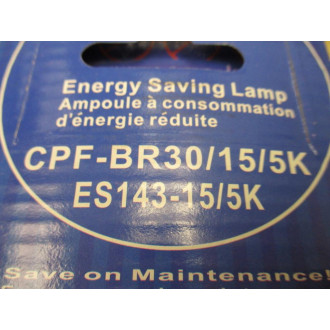 Energy Saving Lamp
Ampoule à consommation
d'énergie réduite
CPF-BR30/15/5K
ES143-15/5K
Save on Maintenance!